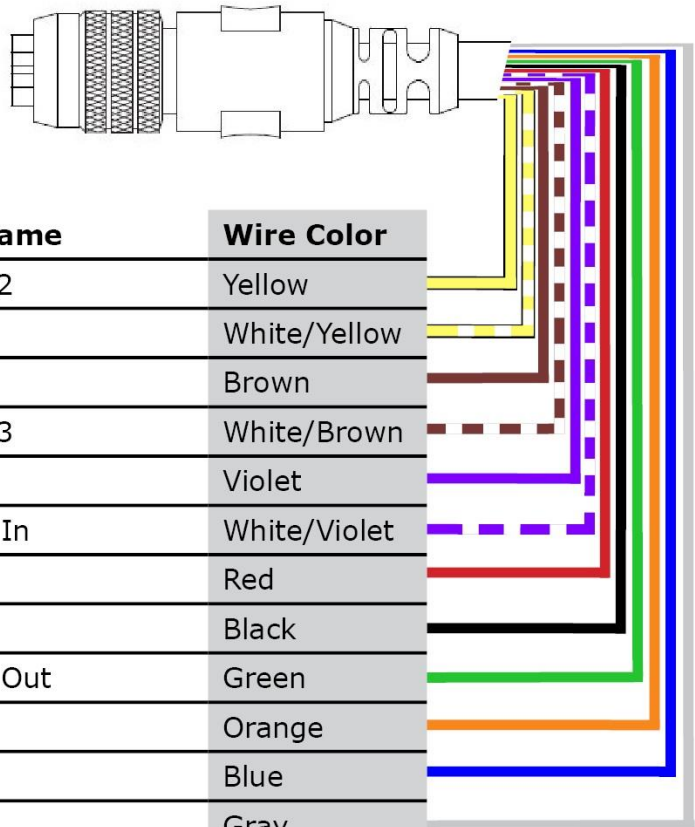 ame Wire Color
2 Yellow
White/Yellow
Brown
3 White/Brown
Violet
In White/Violet
Red
Black
Out Green
Orange
Blue
Gray